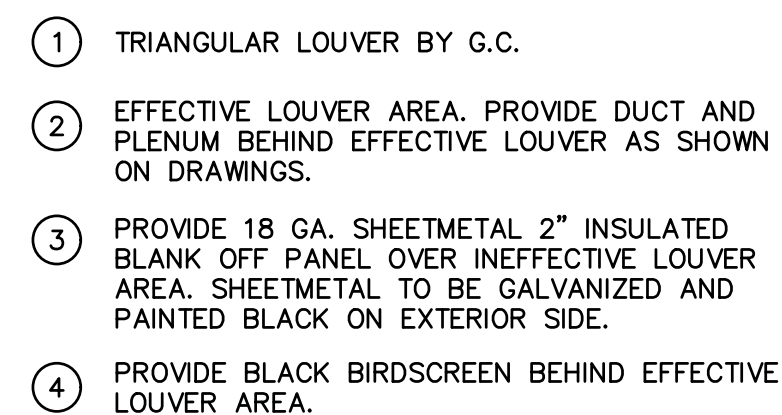 1 TRIANGULAR LOUVER BY G.C.
2 EFFECTIVE LOUVER AREA. PROVIDE DUCT AND
PLENUM BEHIND EFFECTIVE LOUVER AS SHOWN
ON DRAWINGS.
3 PROVIDE 18 GA. SHEETMETAL 2" INSULATED
BLANK OFF PANEL OVER INEFFECTIVE LOUVER
AREA. SHEETMETAL TO BE GALVANIZED AND
PAINTED BLACK ON EXTERIOR SIDE.
4 PROVIDE BLACK BIRDSCREEN BEHIND EFFECTIVE
LOUVER AREA.